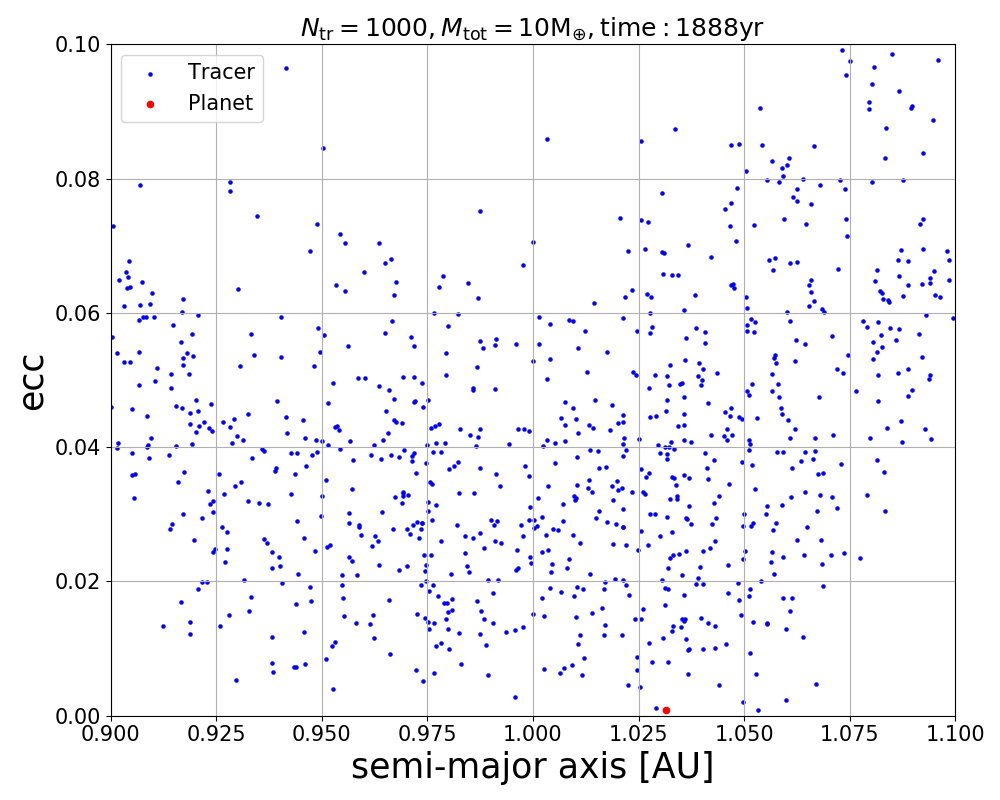 N_tr = 1000, M_tot = 10M_⊕, time : 1888yr
Tracer
Planet
ecc
0.10
0.08
0.06
0.04
0.02
0.00
0.900 0.925 0.950 0.975 1.000 1.025 1.050 1.075 1.100
semi-major axis [AU]